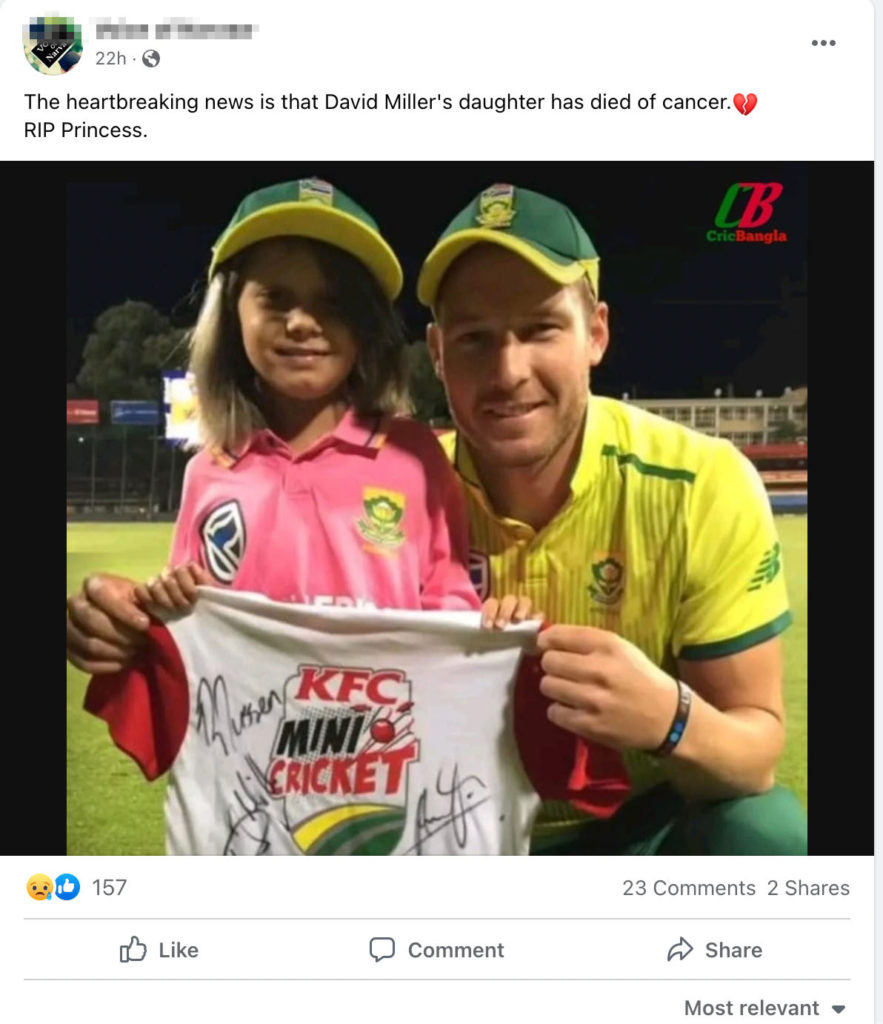 22h ·
The heartbreaking news is that David Miller's daughter has died of cancer.💔
RIP Princess.
CB
CricBangla
KFC
MINI
CRICKET
157
23 Comments 2 Shares
Like
Comment
Share
Most relevant